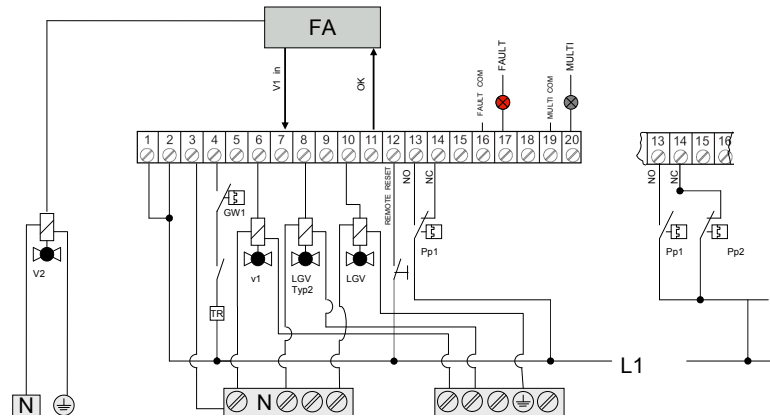 FA
V1 in
OK
FAULT COM
FAULT
MULTI COM
MULTI
1 2 3 4 5 6 7 8 9 10 11 12 13 14 15 16 17 18 19 20
13 14 15 16
REMOTE RESET
NO
NC
NO
NC
GW1
Pp1
Pp1
Pp2
V2
v1
LGV
Typ2
LGV
TR
L1
N
N